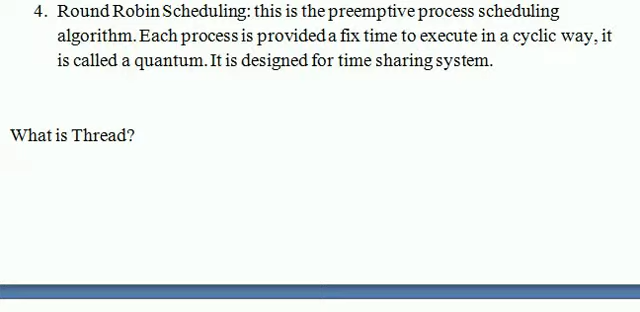 4. Round Robin Scheduling: this is the preemptive process scheduling
algorithm. Each process is provided a fix time to execute in a cyclic way, it
is called a quantum. It is designed for time sharing system.
What is Thread?